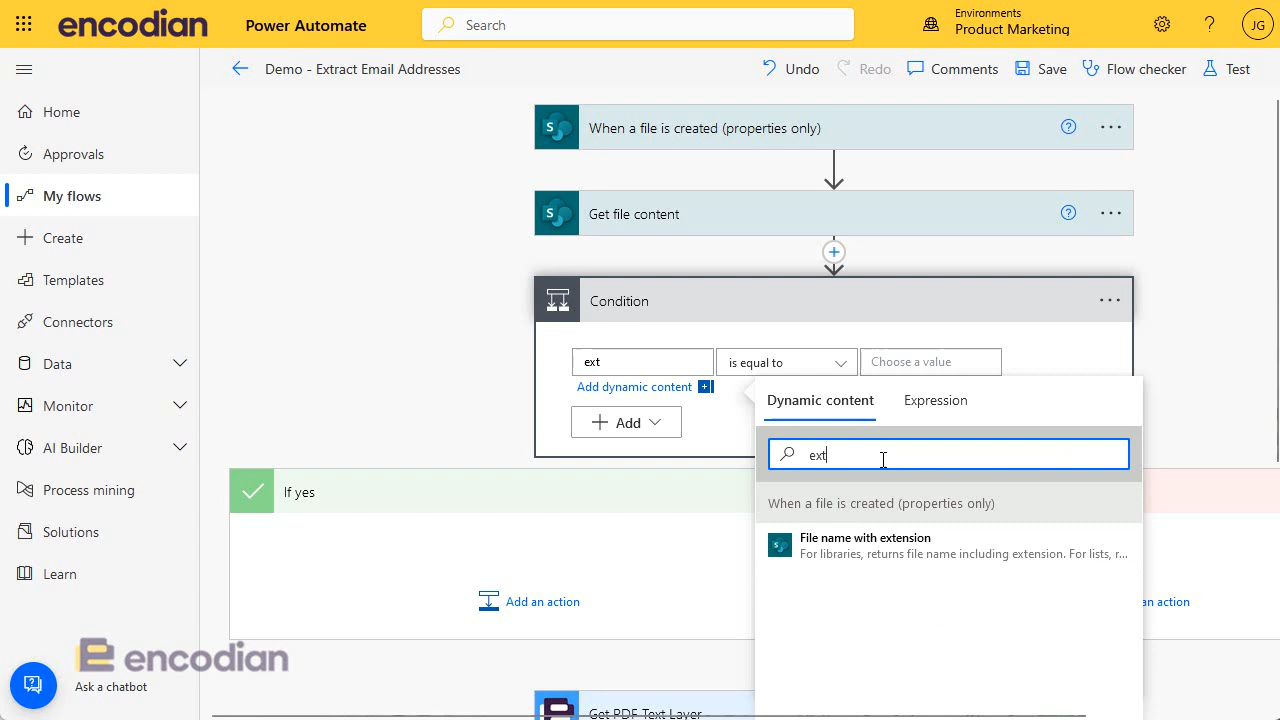 encodian
Power Automate
Search
Environments
Product Marketing
JG
Demo - Extract Email Addresses
Undo
Redo
Comments
Save
Flow checker
Test
Home
Approvals
My flows
Create
Templates
Connectors
Data
Monitor
AI Builder
Process mining
Solutions
Learn
When a file is created (properties only)
Get file content
Condition
ext
is equal to
Choose a value
Add dynamic content
Add
Dynamic content
Expression
ext
When a file is created (properties only)
File name with extension
For libraries, returns file name including extension. For lists, r...
If yes
Add an action
an action
Get PDF Text Layer
encodian
Ask a chatbot